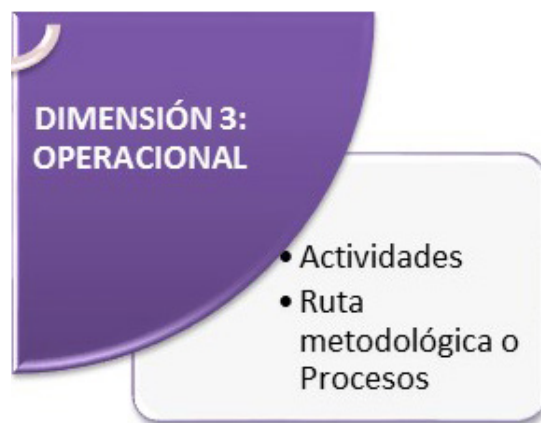 DIMENSIÓN 3:
OPERACIONAL
• Actividades
• Ruta
metodológica o
Procesos